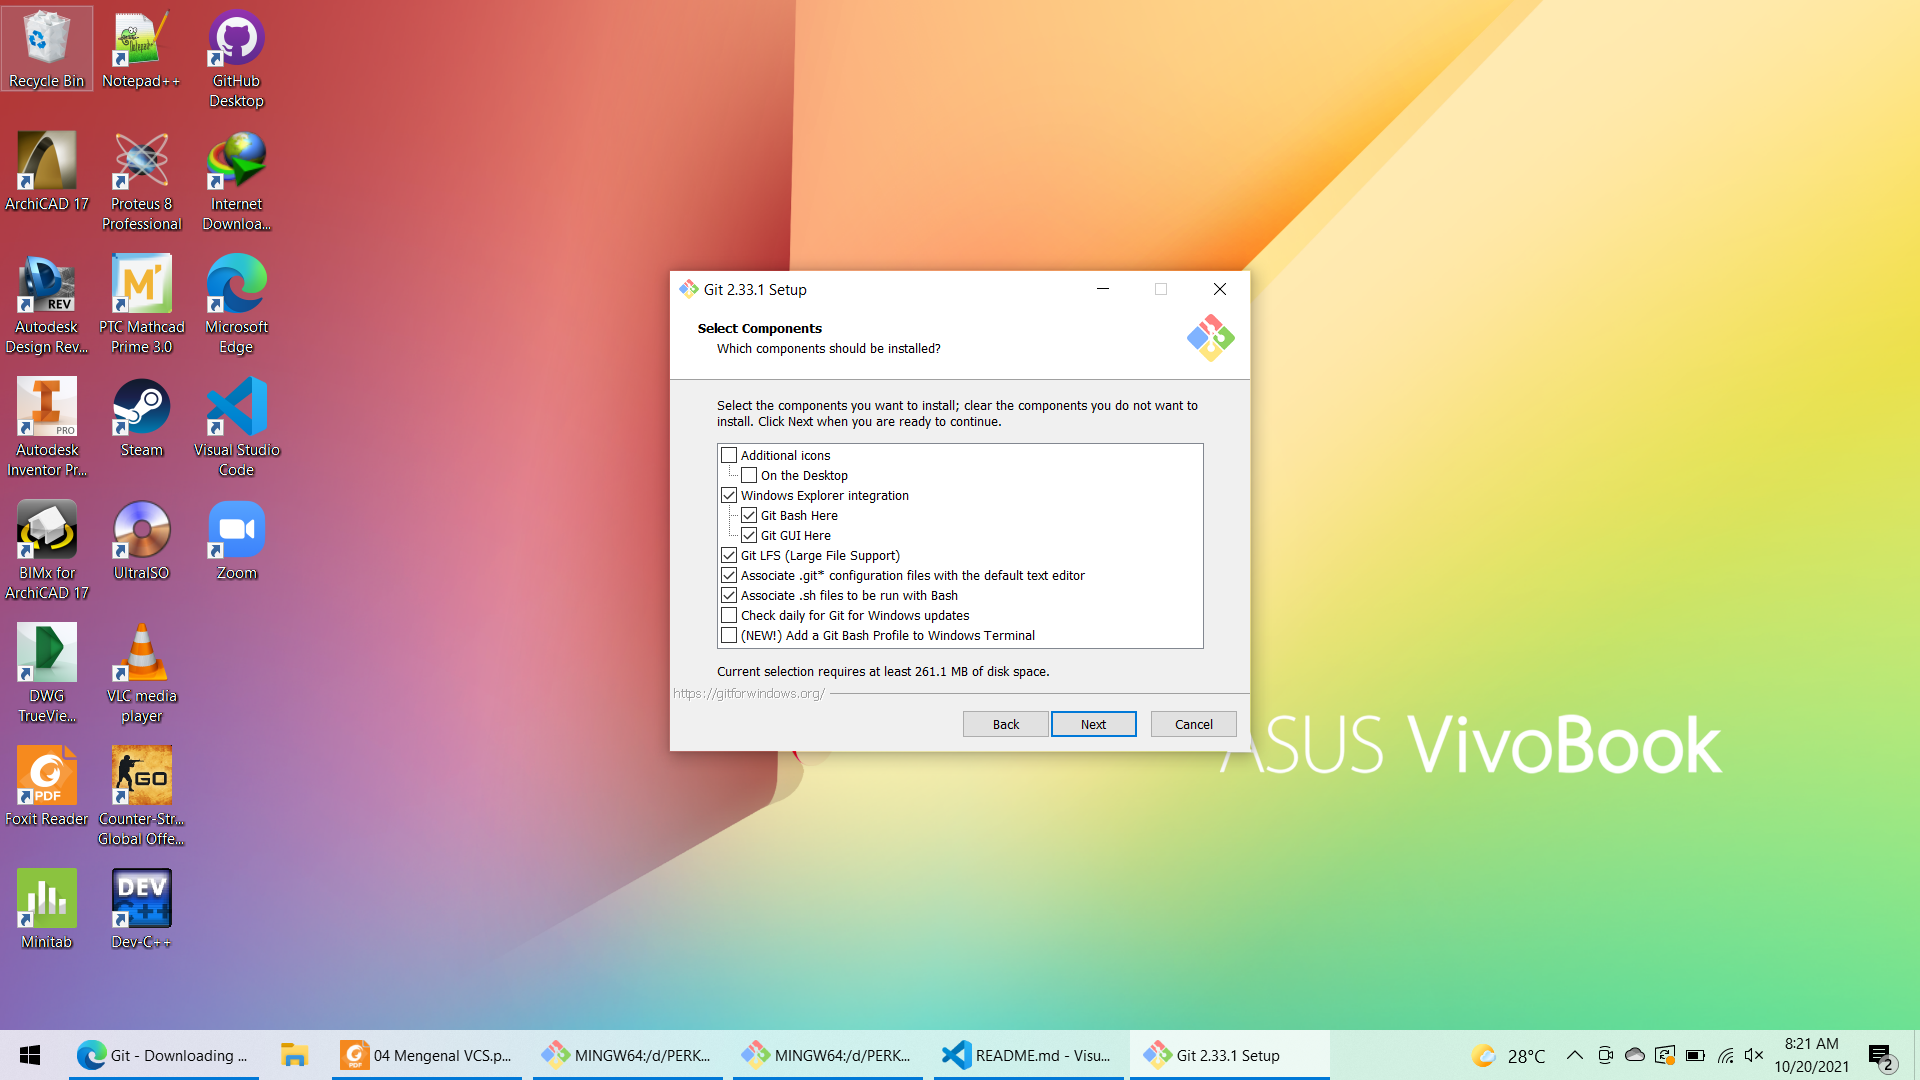 Recycle Bin
Notepad++
GitHub
Desktop
ArchiCAD 17
Proteus 8
Professional
Internet
Downloa...
Autodesk
Design Rev...
REV
PTC Mathcad
Prime 3.0
Microsoft
Edge
PRO
Autodesk
Inventor Pr...
Steam
Visual Studio
Code
BIMx for
ArchiCAD 17
UltraISO
Zoom
DWG
TrueVie...
VLC media
player
PDF
Foxit Reader
GO
Counter-Str...
Global Offe...
Minitab
DEV
C++
Dev-C++
Git 2.33.1 Setup
Select Components
Which components should be installed?
Select the components you want to install; clear the components you do not want to
install. Click Next when you are ready to continue.
Additional icons
On the Desktop
Windows Explorer integration
Git Bash Here
Git GUI Here
Git LFS (Large File Support)
Associate .git* configuration files with the default text editor
Associate .sh files to be run with Bash
Check daily for Git for Windows updates
(NEW!) Add a Git Bash Profile to Windows Terminal
Current selection requires at least 261.1 MB of disk space.
https://gitforwindows.org/
Back
Next
Cancel
ASUS VivoBook
Git - Downloading ...
04 Mengenal VCS.p...
MINGW64:/d/PERK...
MINGW64:/d/PERK...
README.md - Visu...
Git 2.33.1 Setup
28°C
8:21 AM
10/20/2021
2